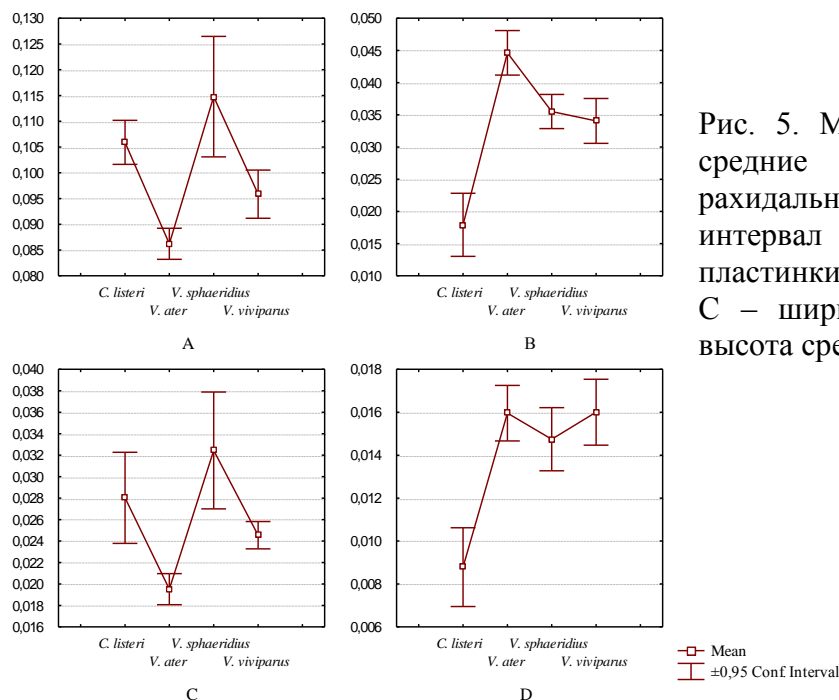 0,130
0,125
0,120
0,115
0,110
0,105
0,100
0,095
0,090
0,085
0,080
C. listeri V. sphaeridius
V. ater V. viviparus
A
0,050
0,045
0,040
0,035
0,030
0,025
0,020
0,015
0,010
C. listeri V. sphaeridius
V. ater V. viviparus
B
0,040
0,038
0,036
0,034
0,032
0,030
0,028
0,026
0,024
0,022
0,020
0,018
0,016
C. listeri V. sphaeridius
V. ater V. viviparus
C
0,018
0,016
0,014
0,012
0,010
0,008
0,006
C. listeri V. sphaeridius
V. ater V. viviparus
D
Рис. 5. М
средние
рахидальн
интервал
пластинки
С – шир
высота сре
Mean
±0,95 Conf. Interval